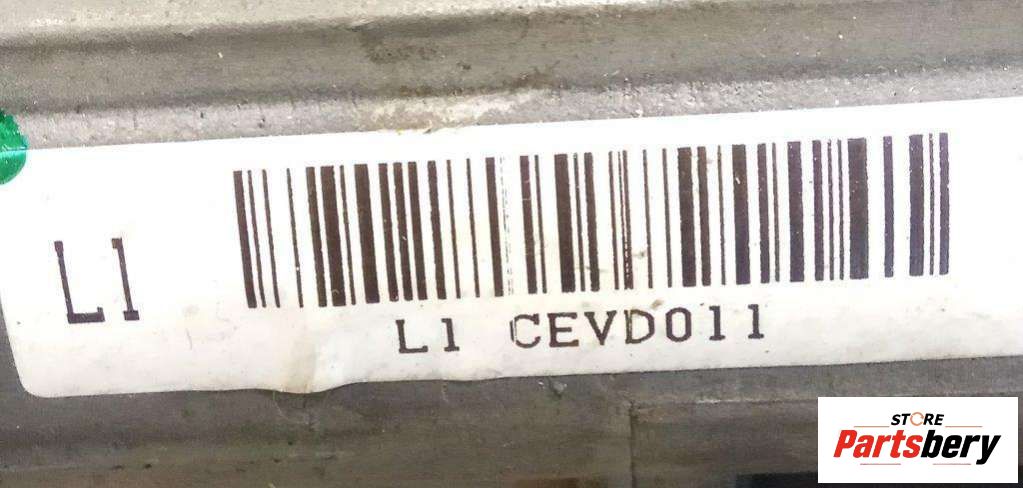 L1
L1 CEVD011
STORE
Partsbery